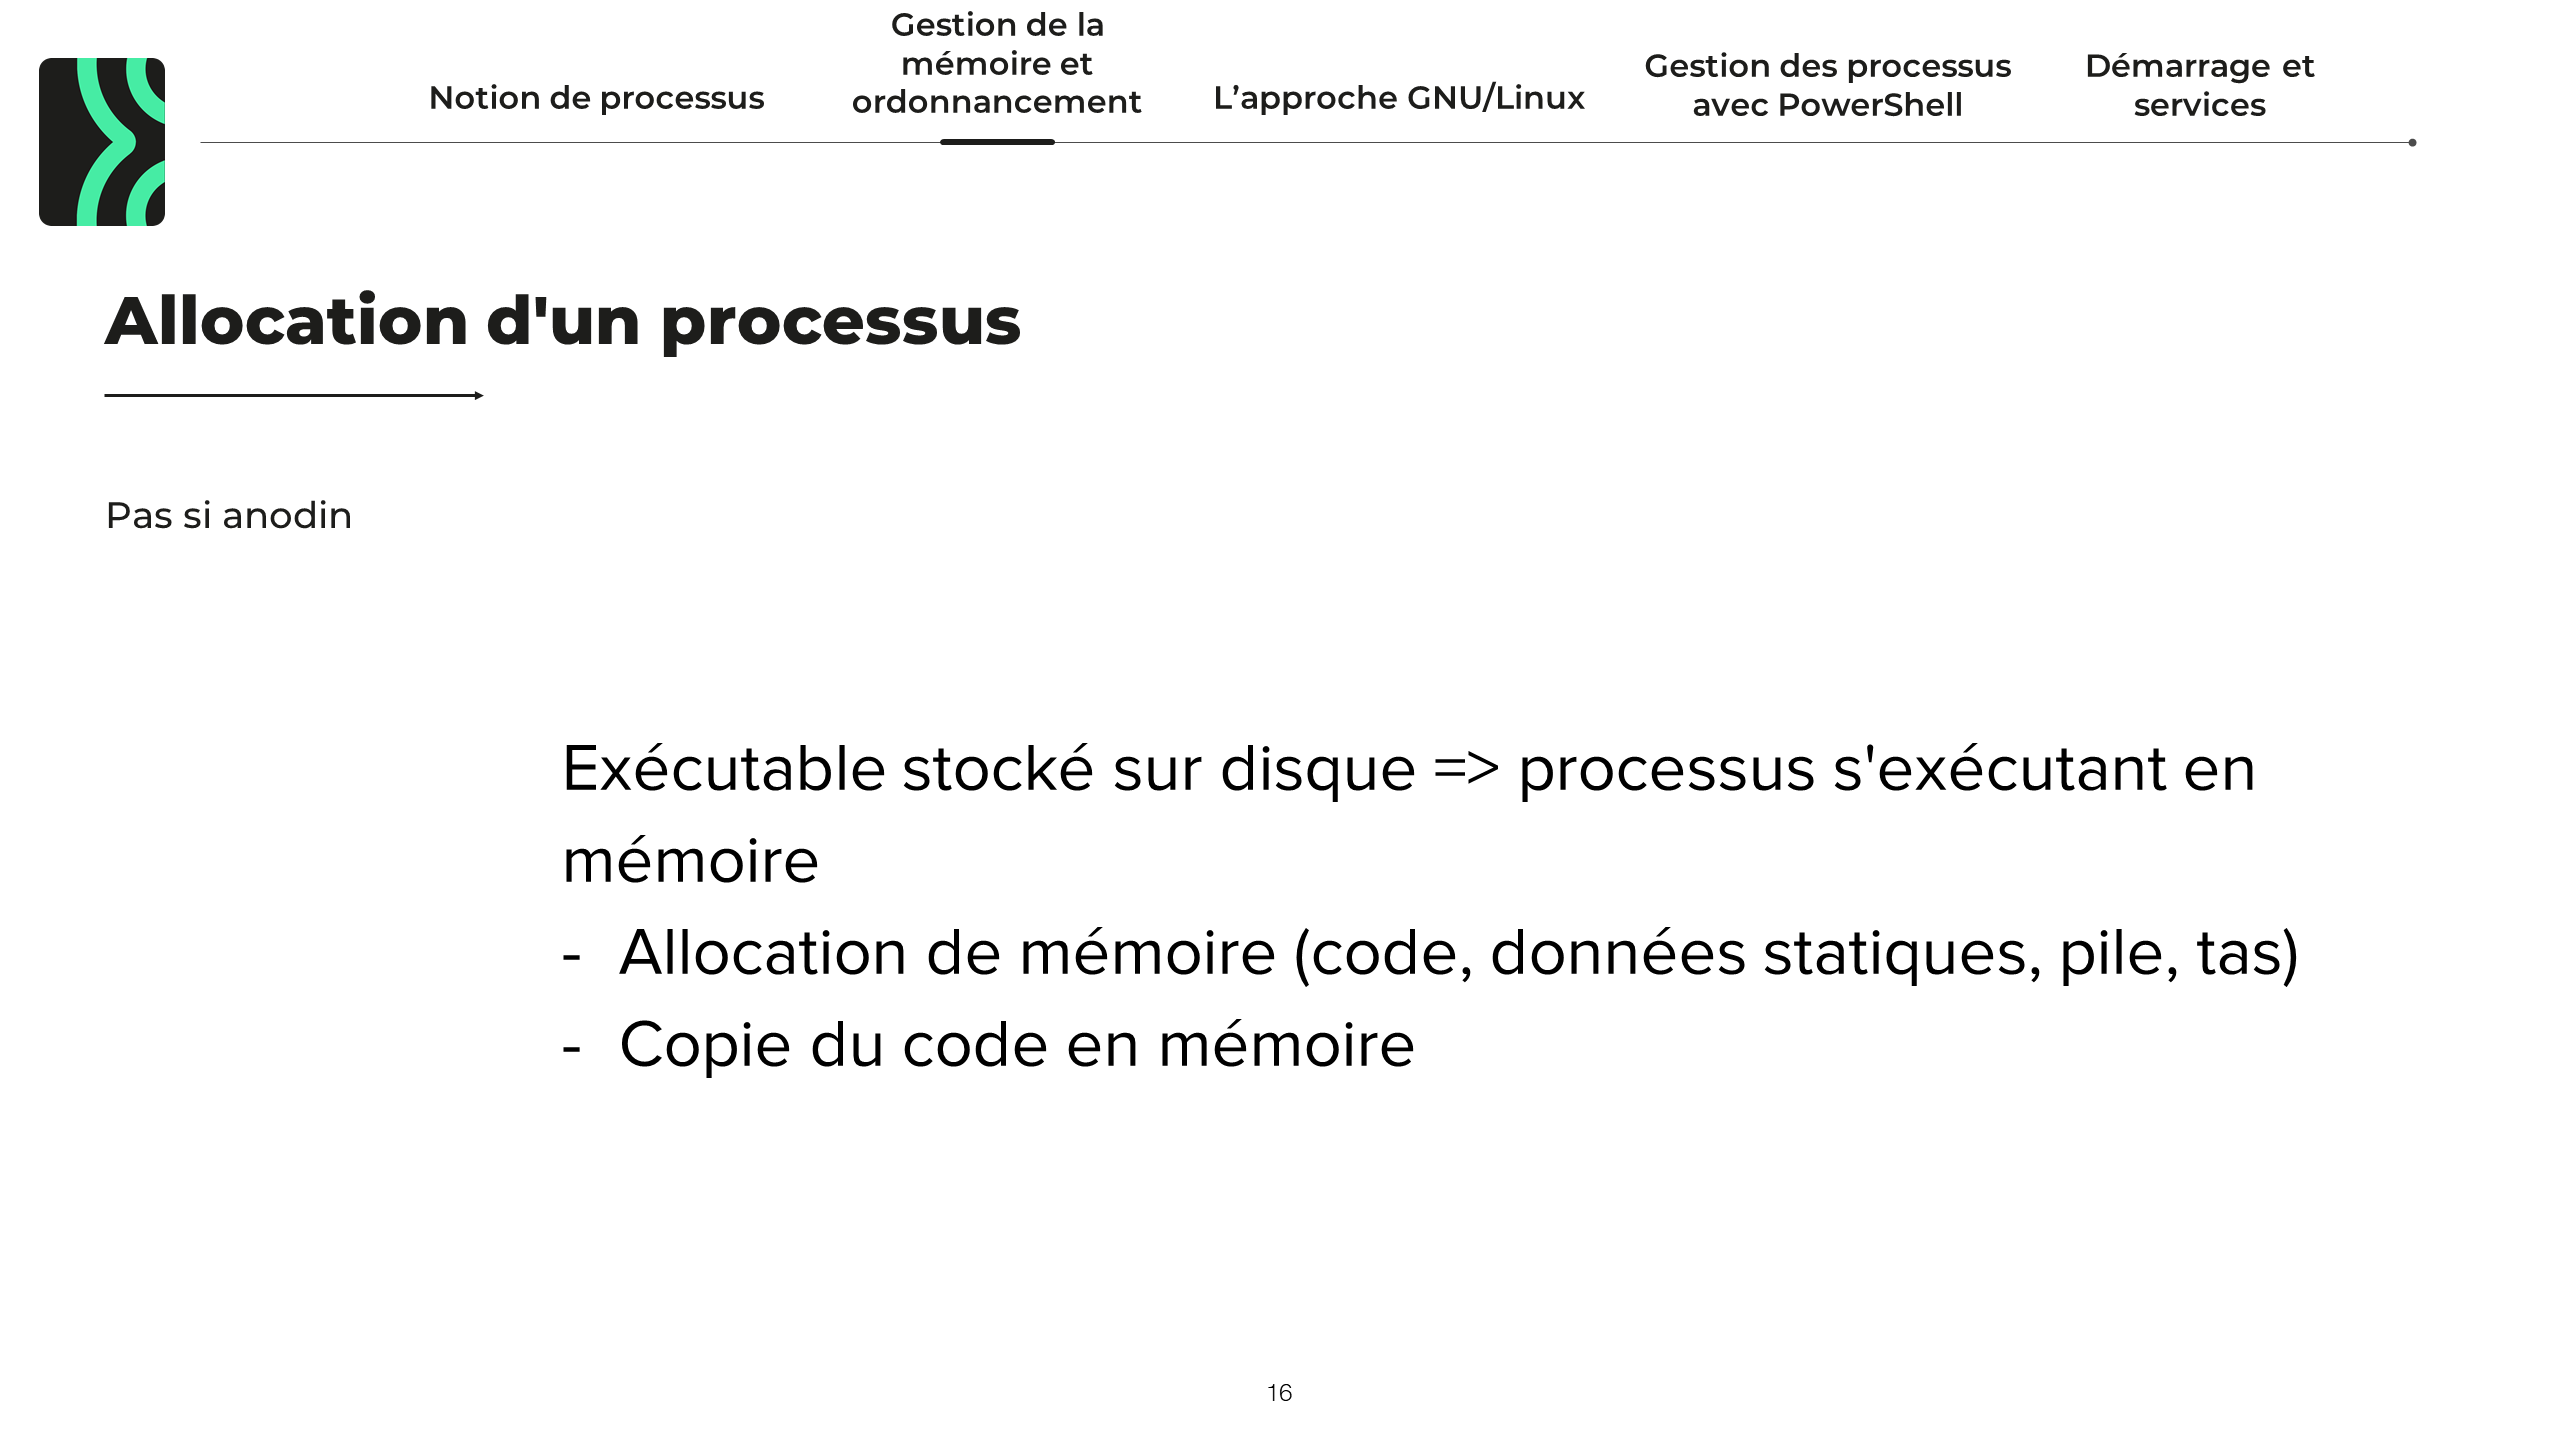 Notion de processus
Gestion de la
mémoire et
ordonnancement
L’approche GNU/Linux
Gestion des processus
avec PowerShell
Démarrage et
services
Allocation d'un processus
Pas si anodin
Exécutable stocké sur disque => processus s'exécutant en
mémoire
- Allocation de mémoire (code, données statiques, pile, tas)
- Copie du code en mémoire
16